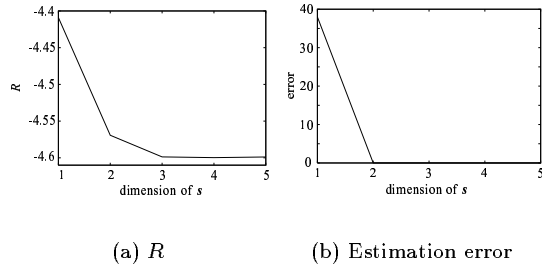 -4.4
-4.45
-4.5
-4.55
-4.6
R
1 2 3 4 5
dimension of s
(a) R
40
30
20
10
0
error
1 2 3 4 5
dimension of s
(b) Estimation error